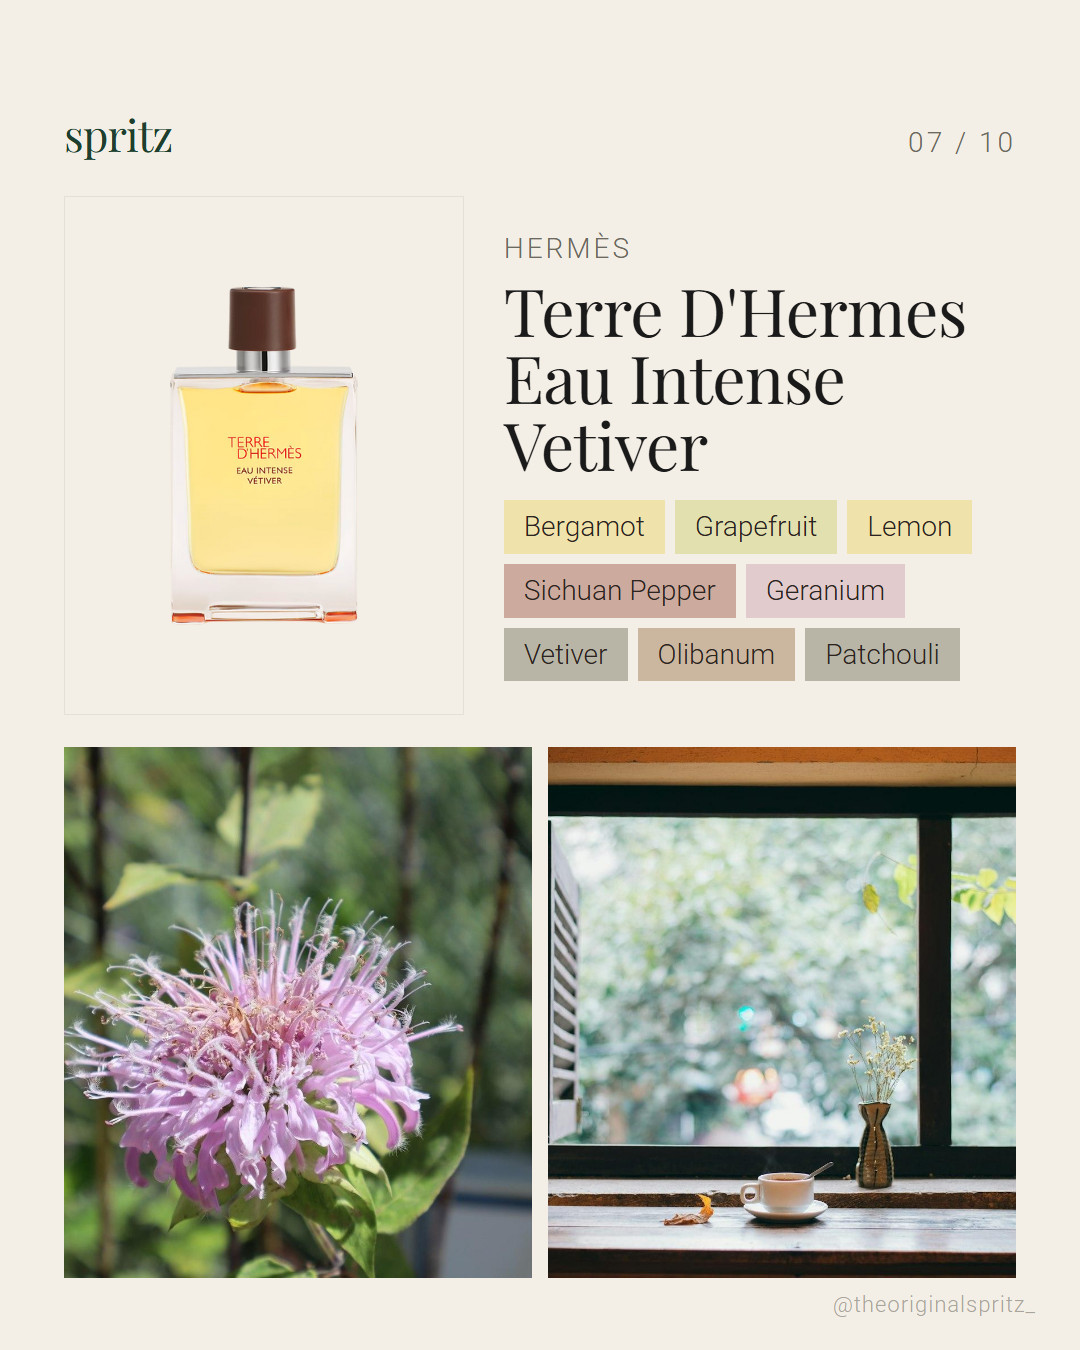 spritz
07 / 10
HERMÈS
Terre D'Hermes
Eau Intense
Vetiver
Bergamot
Grapefruit
Lemon
Sichuan Pepper
Geranium
Vetiver
Olibanum
Patchouli
TERRE
D'HERMÈS
EAU INTENSE
VÉTIVER
@theoriginalspritz_